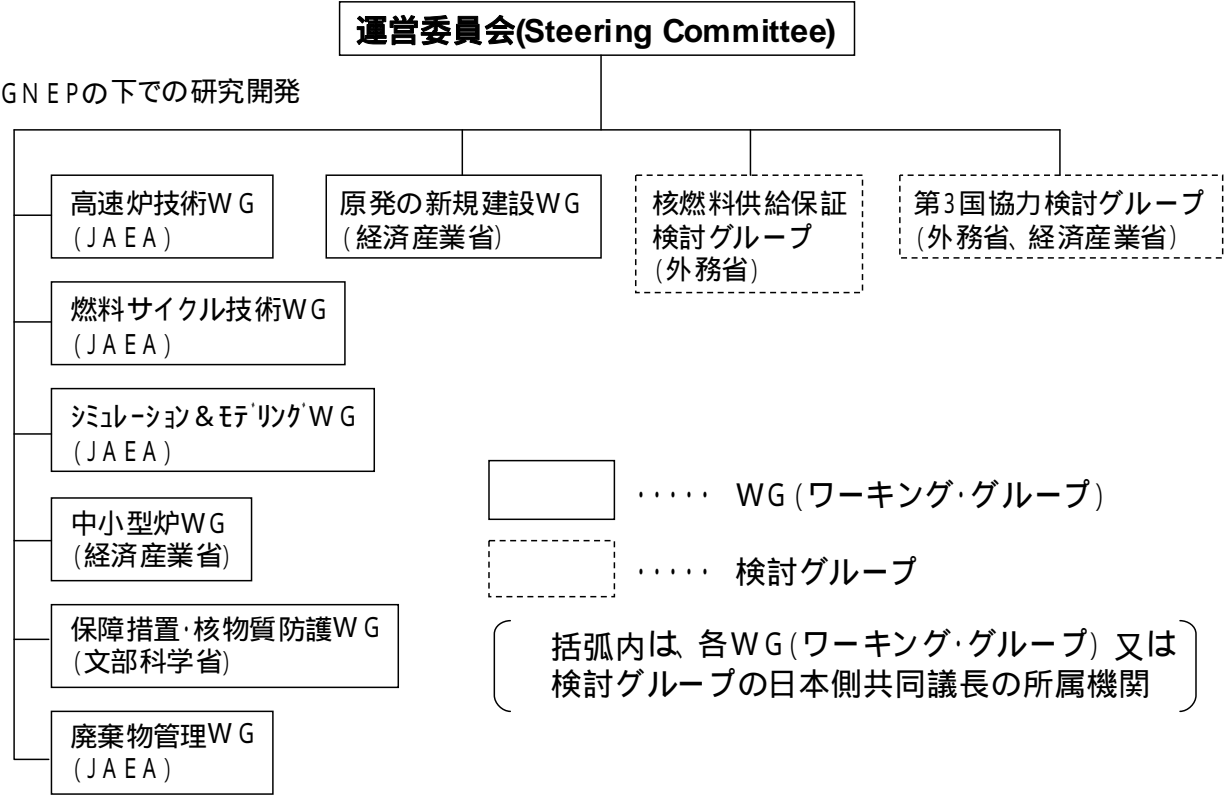 運営委員会(Steering Committee)
GNEPの下での研究開発
高速炉技術WG
(JAEA)
原発の新規建設WG
(経済産業省)
核燃料供給保証
検討グループ
(外務省)
第3国協力検討グループ
(外務省、経済産業省)
燃料サイクル技術WG
(JAEA)
ｼﾐｭﾚｰｼｮﾝ&ﾓﾃﾞﾘﾝｸﾞWG
(JAEA)
中小型炉WG
(経済産業省)
保障措置･核物質防護WG
(文部科学省)
廃棄物管理WG
(JAEA)
‥‥‥ WG(ワーキング･グループ)
‥‥‥ 検討グループ
括弧内は、各WG(ワーキング･グループ) 又は
検討グループの日本側共同議長の所属機関